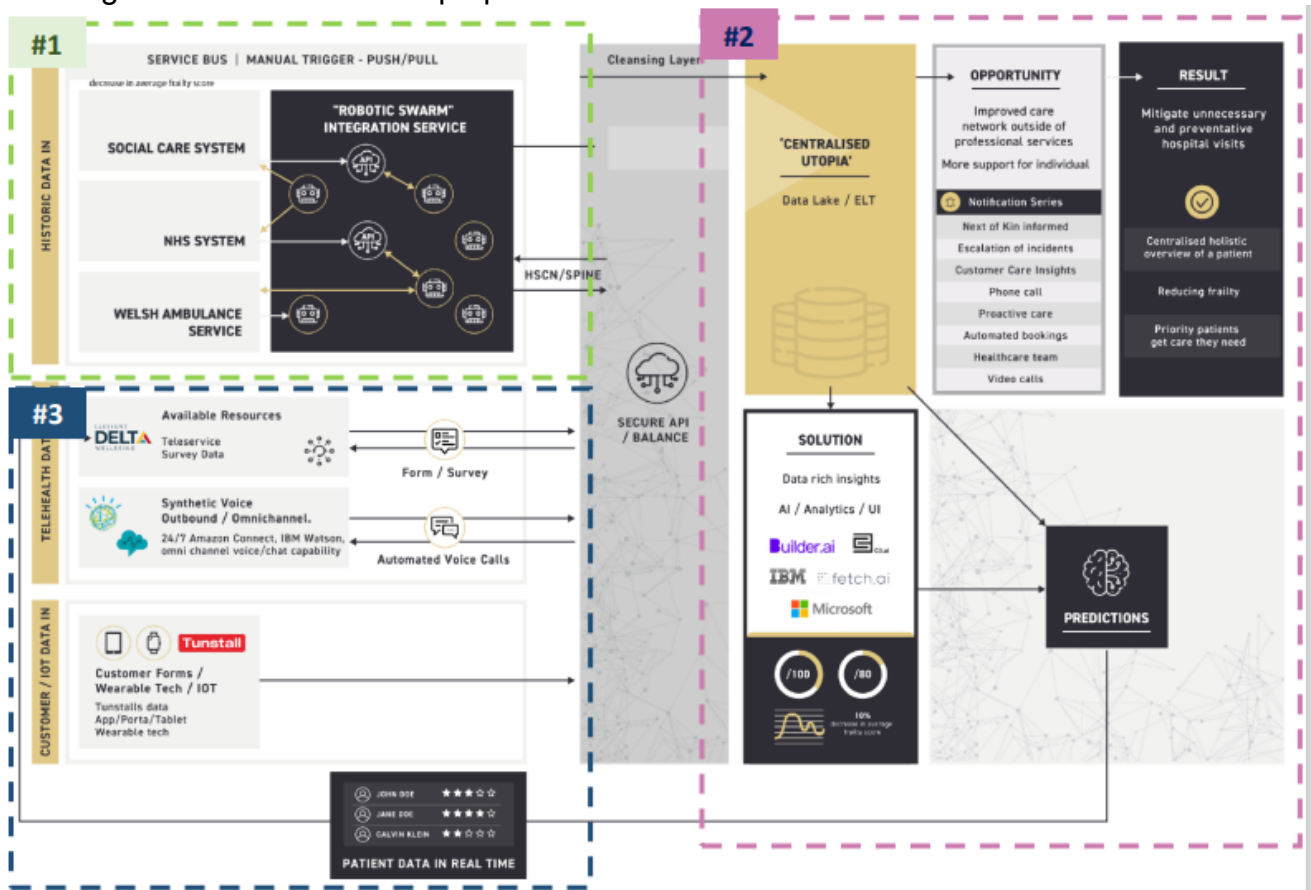 #1
SERVICE BUS | MANUAL TRIGGER - PUSH/PULL
decrease in average frailty score
HISTORIC DATA IN
SOCIAL CARE SYSTEM
NHS SYSTEM
WELSH AMBULANCE
SERVICE
"ROBOTIC SWARM"
INTEGRATION SERVICE
API
API
HSCN/SPINE
Cleansing Layer
SECURE API
/ BALANCE
#2
'CENTRALISED
UTOPIA'
Data Lake / ELT
OPPORTUNITY
Improved care
network outside of
professional services
More support for individual
Notification Series
Next of Kin informed
Escalation of incidents
Customer Care Insights
Phone call
Proactive care
Automated bookings
Healthcare team
Video calls
RESULT
Mitigate unnecessary
and preventative
hospital visits
Centralised holistic
overview of a patient
Reducing frailty
Priority patients
get care they need
SOLUTION
Data rich insights
AI / Analytics / UI
Builder.ai
IBM fetch.ai
Microsoft
/100
/80
10%
decrease in average
frailty score
PREDICTIONS
#3
TELEHEALTH DAT
DELTA
WELLBEING
Available Resources
Teleservice
Survey Data
Form / Survey
Synthetic Voice
Outbound / Omnichannel.
24/7 Amazon Connect, IBM Watson,
omni channel voice/chat capability
Automated Voice Calls
CUSTOMER / IOT DATA IN
Tunstall
Customer Forms /
Wearable Tech / IOT
Tunstalls data
App/Porta/Tablet
Wearable tech
JOHN DOE
JANE DOE
CALVIN KLEIN
PATIENT DATA IN REAL TIME